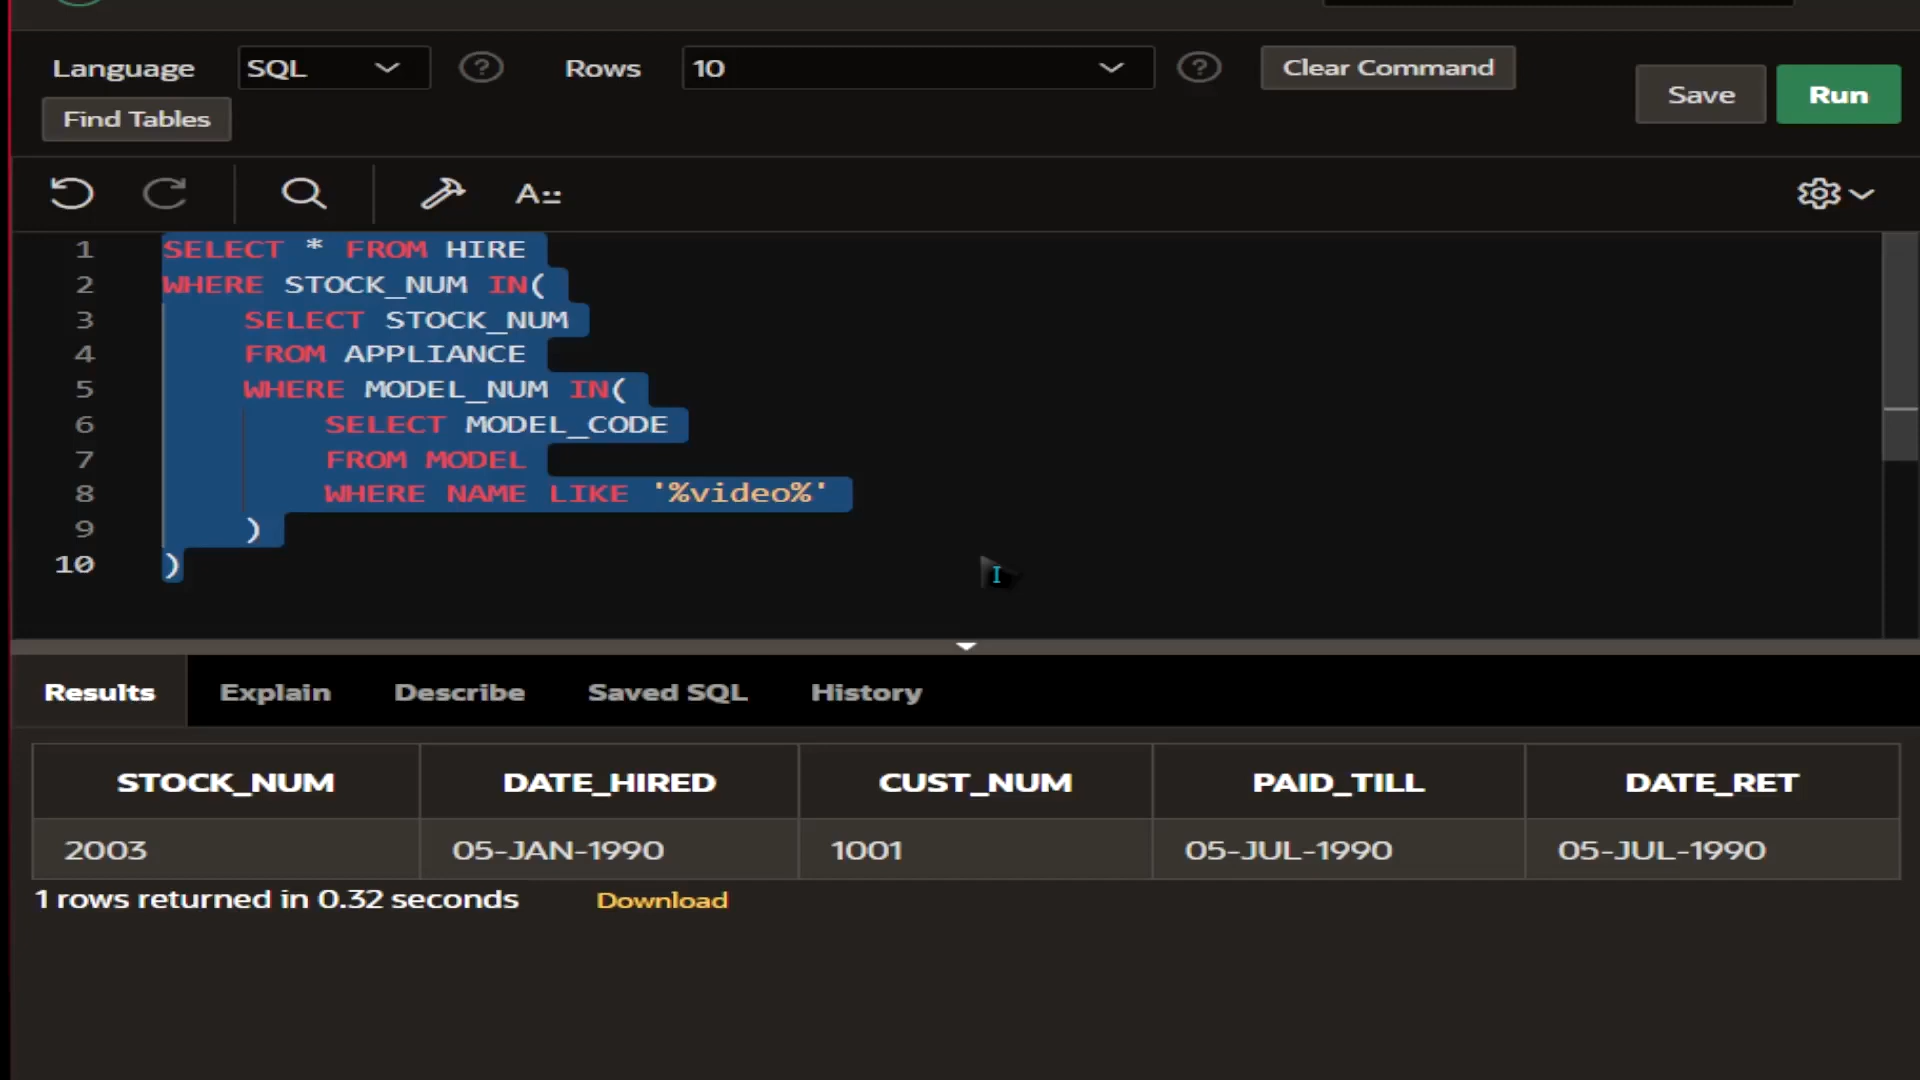 Language SQL ? Rows 10 ? Clear Command Save Run
Find Tables
A
1 SELECT * FROM HIRE
2 WHERE STOCK_NUM IN(
3 SELECT STOCK_NUM
4 FROM APPLIANCE
5 WHERE MODEL_NUM IN(
6 SELECT MODEL_CODE
7 FROM MODEL
8 WHERE NAME LIKE '%video%'
9 )
10 )
Results Explain Describe Saved SQL History
STOCK_NUM DATE_HIRED CUST_NUM PAID_TILL DATE_RET
2003 05-JAN-1990 1001 05-JUL-1990 05-JUL-1990
1 rows returned in 0.32 seconds Download